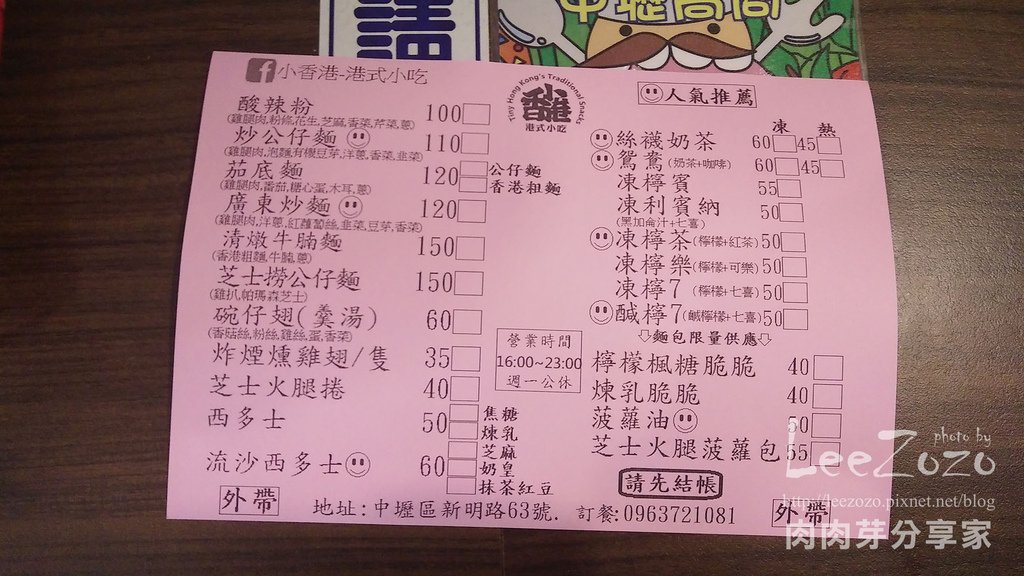 小香港-港式小吃
Tiny Hong Kong's Traditional Snacks
小香港
港式小吃
人氣推薦
酸辣粉 100
(雞腿肉,粉條,花生,芝麻,香菜,芹菜,蔥)
炒公仔麵 110
(雞腿肉,泡麵,有機豆芽,洋蔥,香菜,韭菜)
茄底麵 120 公仔麵
香港粗麵
(雞腿肉,番茄,糖心蛋,木耳,蔥)
廣東炒麵 120
(雞腿肉,洋蔥,紅蘿蔔絲,韭菜,豆芽,香菜)
清燉牛腩麵 150
(香港粗麵,牛腩,蔥)
芝士撈公仔麵 150
(雞扒,帕瑪森芝士)
碗仔翅(羹湯) 60
(香菇絲,粉絲,雞絲,蛋,香菜)
炸煙燻雞翅/隻 35
芝士火腿捲 40
西多士 50 焦糖
煉乳
流沙西多士 60 芝麻
奶皇
抹茶紅豆
營業時間
16:00~23:00
週一公休
凍 熱
絲襪奶茶 60 45
鴛鴦(奶茶+咖啡) 60 45
凍檸賓 55
凍利賓納 50
(黑加侖汁+七喜)
凍檸茶(檸檬+紅茶) 50
凍檸樂(檸檬+可樂) 50
凍檸7 (檸檬+七喜) 50
鹹檸7(鹹檸檬+七喜) 50
麵包限量供應
檸檬楓糖脆脆 40
煉乳脆脆 40
菠蘿油 50
芝士火腿菠蘿包 65
請先結帳
外帶 地址:中壢區新明路63號. 訂餐:0963721081 外帶
photo by
LeeZozo
http://leezozo.pixnet.net/blog
肉肉芽分享家